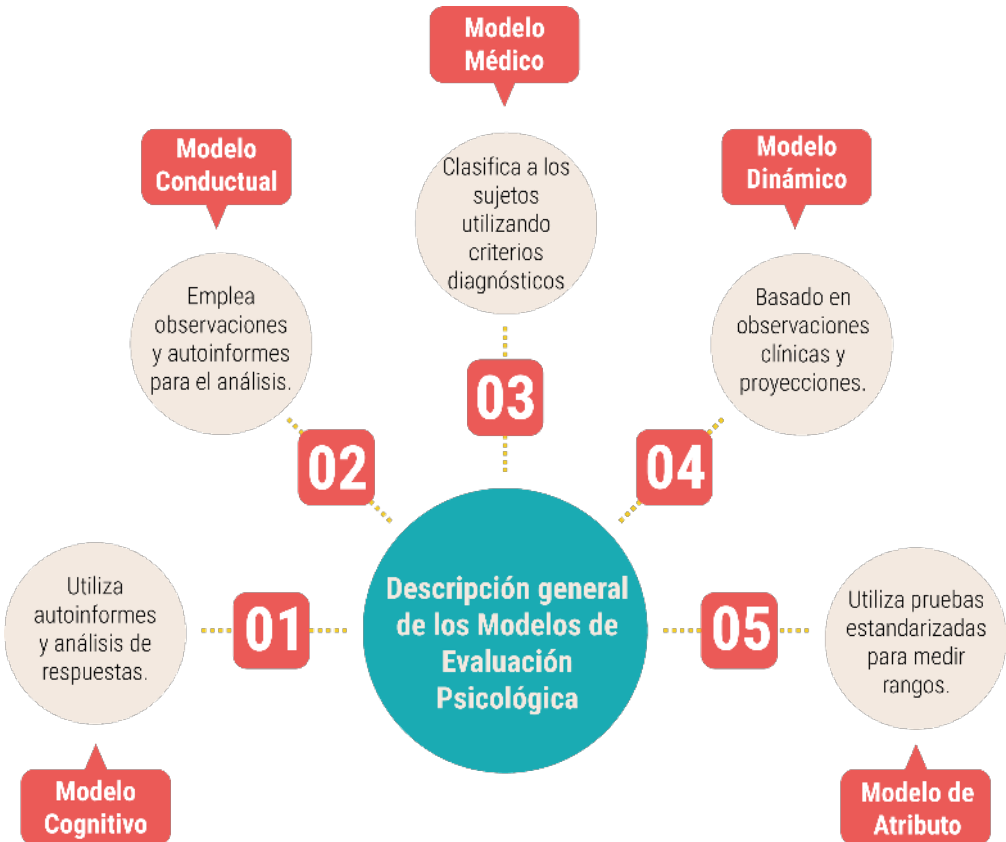 Modelo
Médico
Clasifica a los
sujetos
utilizando
criterios
diagnósticos
03
Modelo
Conductual
Emplea
observaciones
y autoinformes
para el análisis.
02
Modelo
Dinámico
Basado en
observaciones
clínicas y
proyecciones.
04
Descripción general
de los Modelos de
Evaluación
Psicológica
Utiliza
autoinformes
y análisis de
respuestas.
01
Modelo
Cognitivo
05
Utiliza pruebas
estandarizadas
para medir
rangos.
Modelo de
Atributo